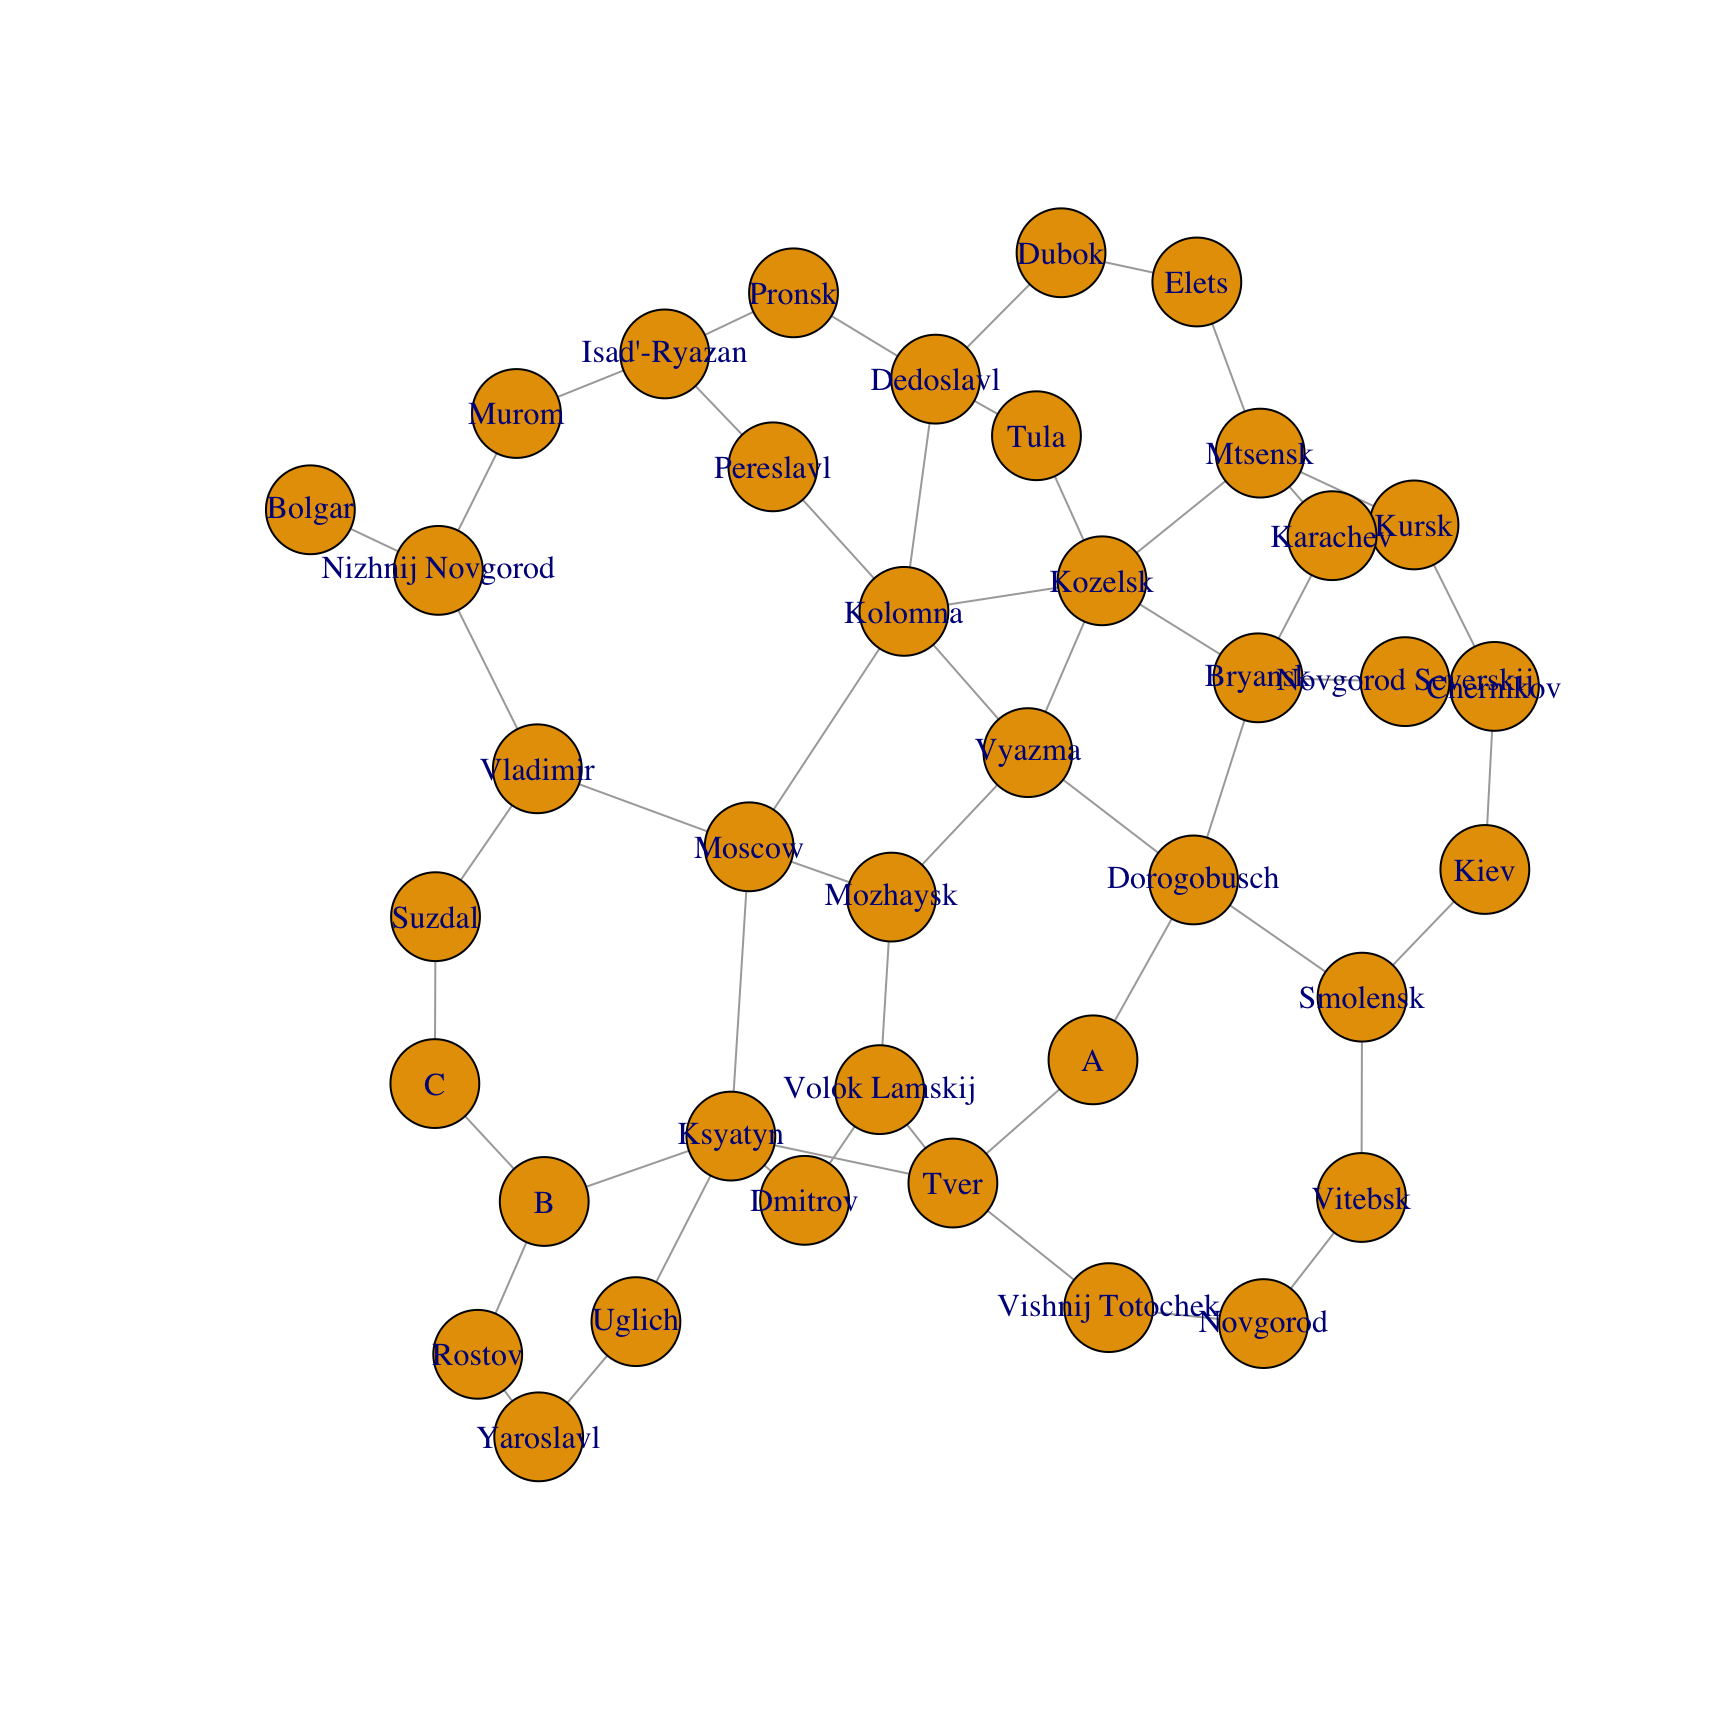 Dubok
Elets
Pronsk
Isad'-Ryazan
Dedoslavl
Murom
Tula
Mtsensk
Pereslavl
Bolgar
Kursk
Karachev
Nizhnij Novgorod
Kozelsk
Kolomna
Bryansk
Novgorod Severskij
Chernikov
Vyazma
Vladimir
Moscow
Kiev
Dorogobusch
Mozhaysk
Suzdal
Smolensk
A
C
Volok Lamskij
Ksyatyn
Tver
Vitebsk
B
Dmitrov
Vishnij Totochek
Uglich
Novgorod
Rostov
Yaroslavl